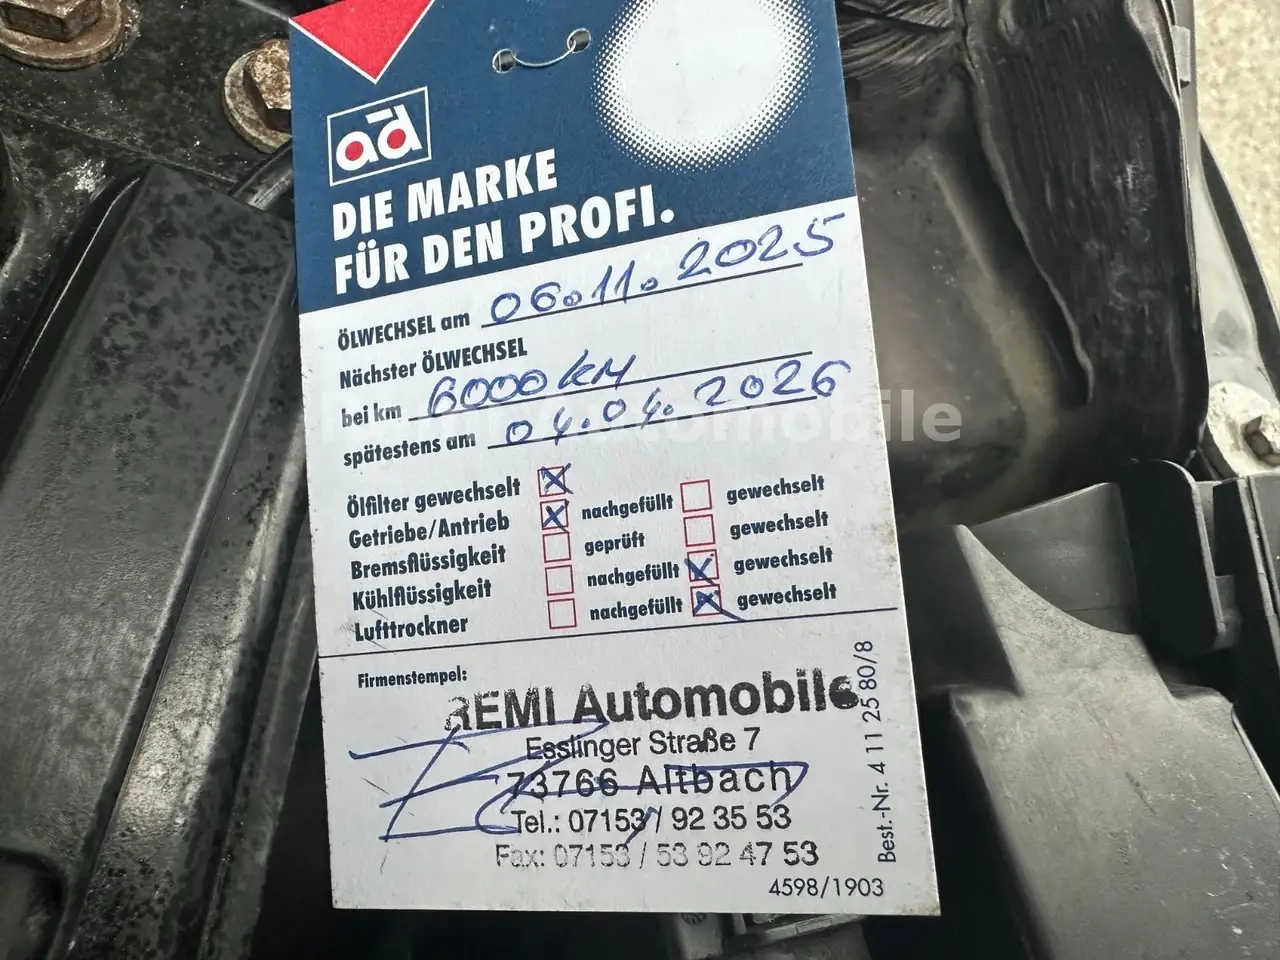 ad
DIE MARKE
FÜR DEN PROFI.
ÖLWECHSEL am 06.11.2025
Nächster ÖLWECHSEL
bei km 6000 KM
spätestens am 04.04.2026
Ölfilter gewechselt
Getriebe/Antrieb nachgefüllt gewechselt
Bremsflüssigkeit geprüft gewechselt
Kühlflüssigkeit nachgefüllt gewechselt
Lufttrockner nachgefüllt gewechselt
Firmenstempel:
REMI Automobile
Esslinger Straße 7
73766 Altbach
Tel.: 07153 / 92 35 53
Fax: 07153 / 53 92 47 53
4598/1903
Best.-Nr. 4 11 25 80/8